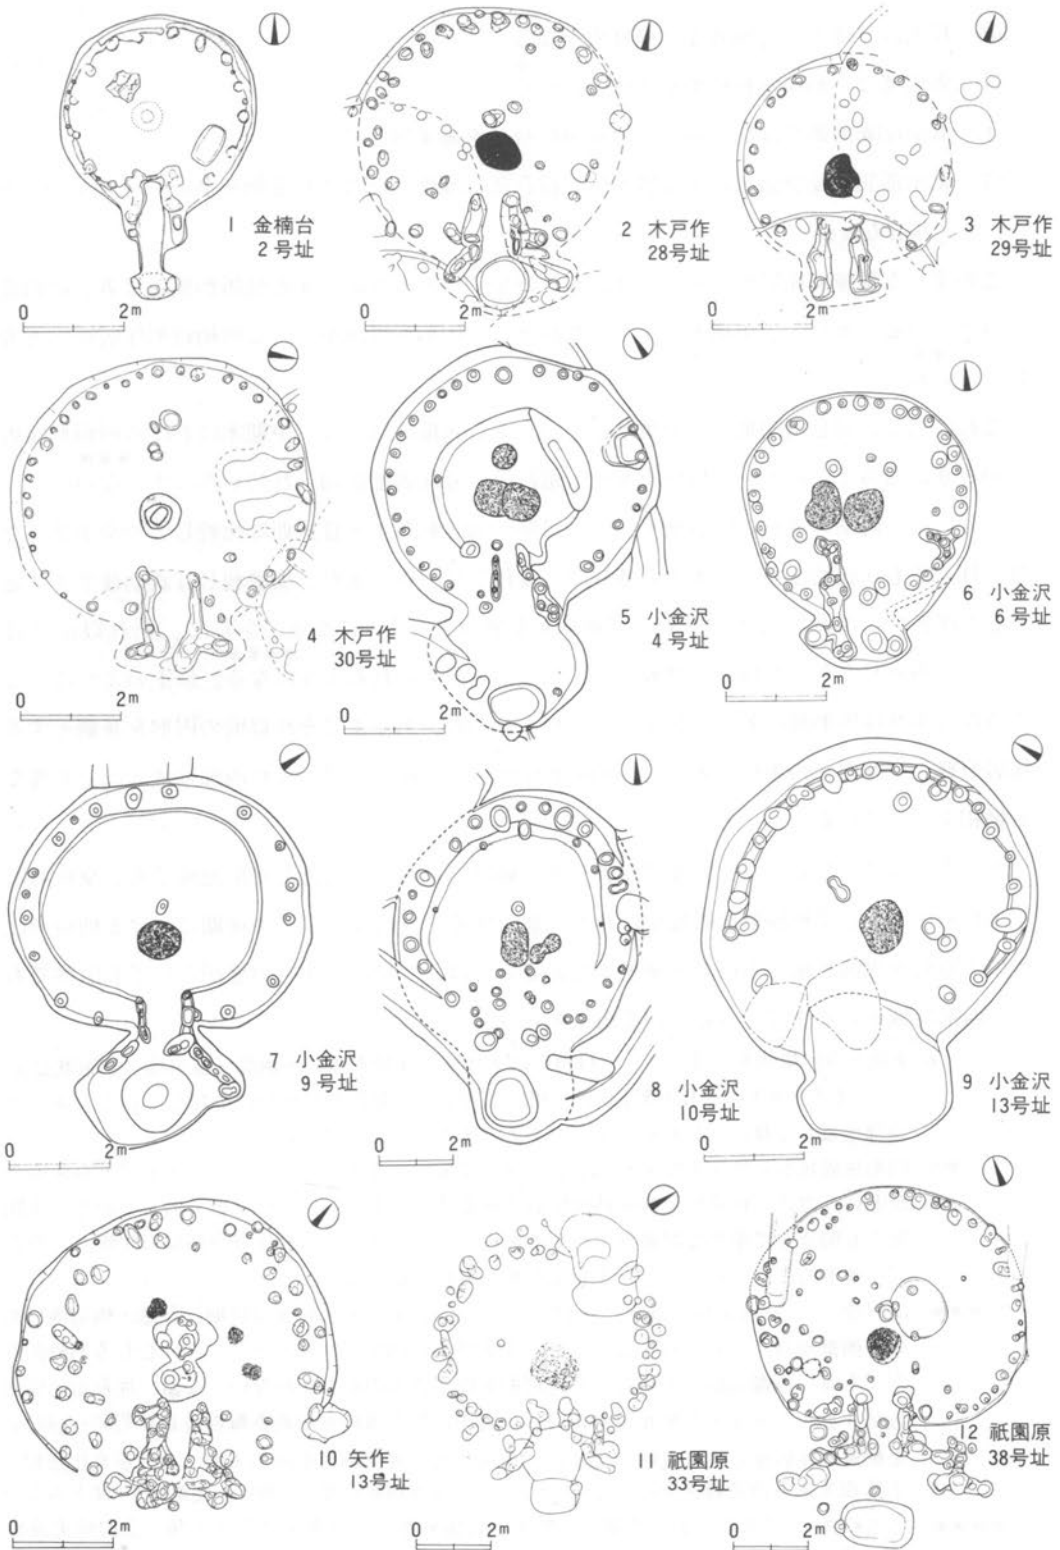 1 金楠台
2号址
0 2m
2 木戸作
28号址
0 2m
3 木戸作
29号址
0 2m
4 木戸作
30号址
0 2m
5 小金沢
4号址
0 2m
6 小金沢
6号址
0 2m
7 小金沢
9号址
0 2m
8 小金沢
10号址
0 2m
9 小金沢
13号址
0 2m
10 矢作
13号址
0 2m
11 祇園原
33号址
0 2m
12 祇園原
38号址
0 2m